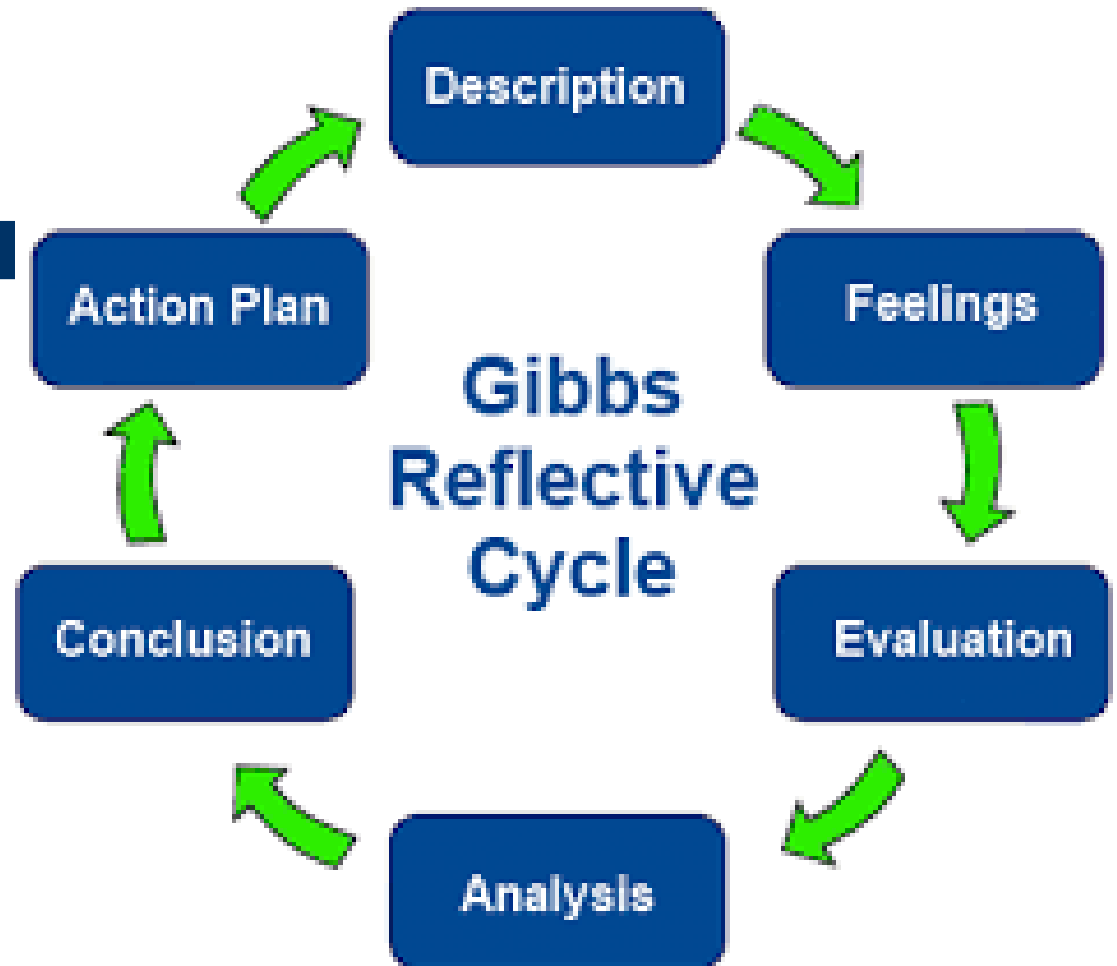 Description
Feelings
Evaluation
Analysis
Conclusion
Action Plan
Gibbs
Reflective
Cycle